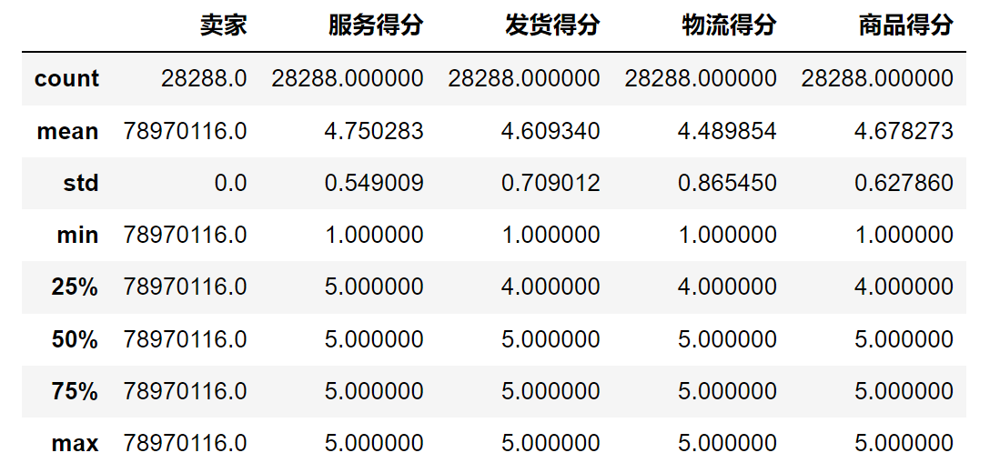 卖家 服务得分 发货得分 物流得分 商品得分
count 28288.0 28288.000000 28288.000000 28288.000000 28288.000000
mean 78970116.0 4.750283 4.609340 4.489854 4.678273
std 0.0 0.549009 0.709012 0.865450 0.627860
min 78970116.0 1.000000 1.000000 1.000000 1.000000
25% 78970116.0 5.000000 4.000000 4.000000 4.000000
50% 78970116.0 5.000000 5.000000 5.000000 5.000000
75% 78970116.0 5.000000 5.000000 5.000000 5.000000
max 78970116.0 5.000000 5.000000 5.000000 5.000000